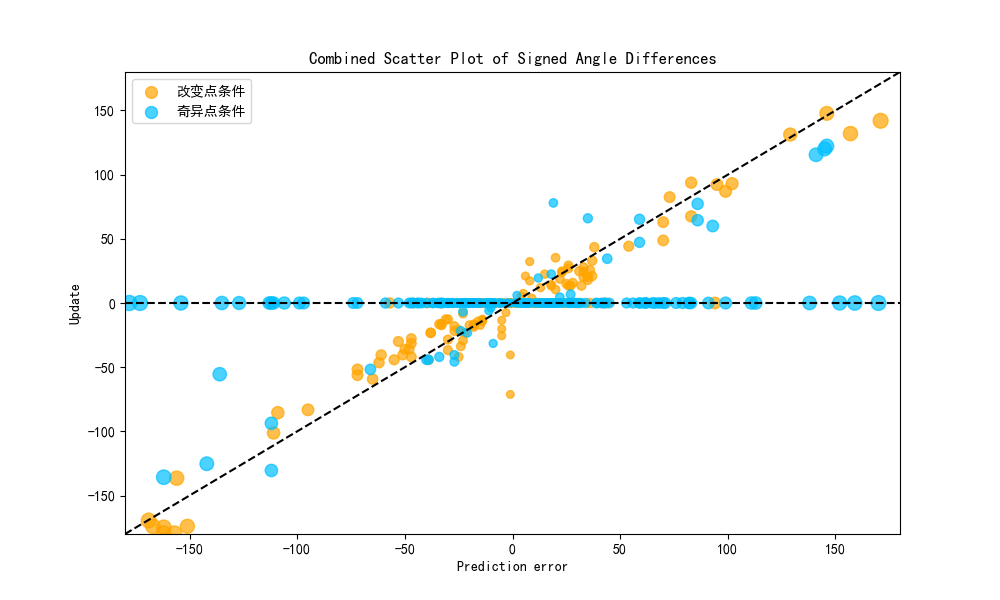 Combined Scatter Plot of Signed Angle Differences
改变点条件
奇异点条件
150
100
50
0
−50
−100
−150
Update
−150 −100 −50 0 50 100 150
Prediction error